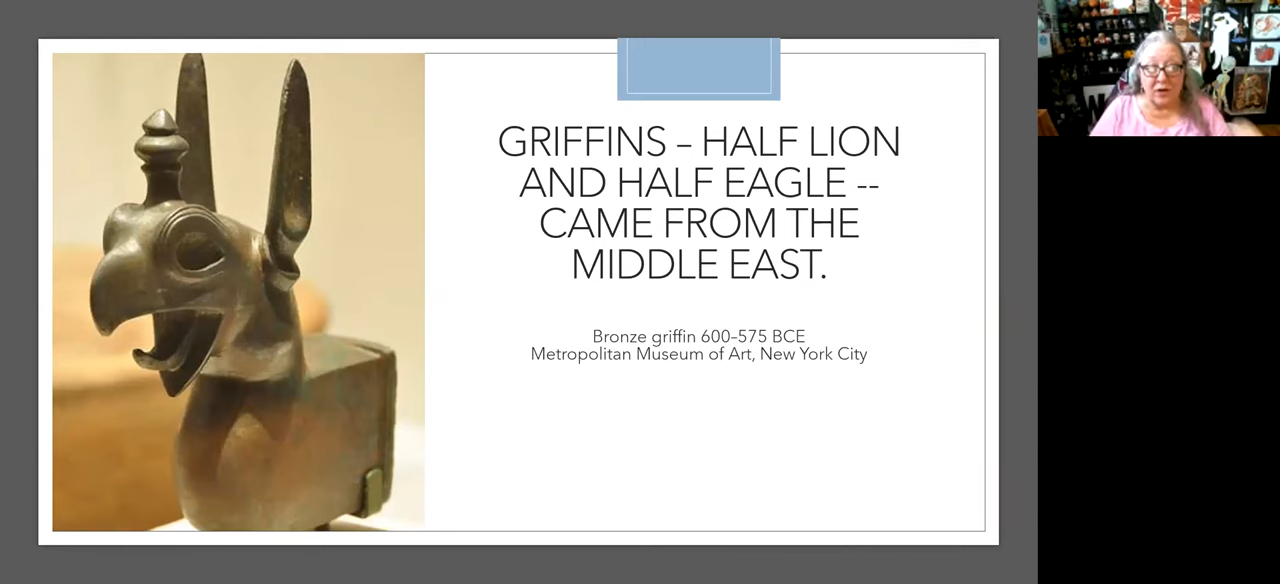 GRIFFINS – HALF LION
AND HALF EAGLE --
CAME FROM THE
MIDDLE EAST.
Bronze griffin 600–575 BCE
Metropolitan Museum of Art, New York City